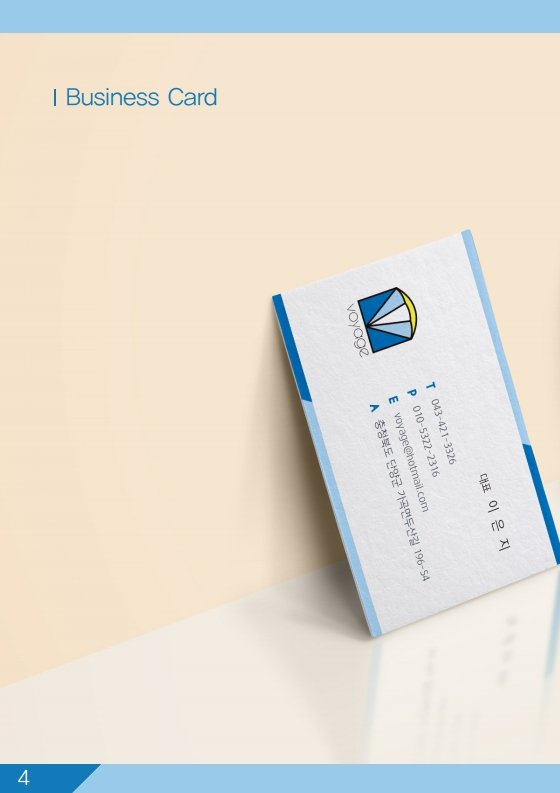 Business Card
voyage
대표 이 은 지
T 043-421-3326
P 010-5322-2316
E voyage@hotmail.com
A 충청북도 단양군 가곡면두산길 196-54
4